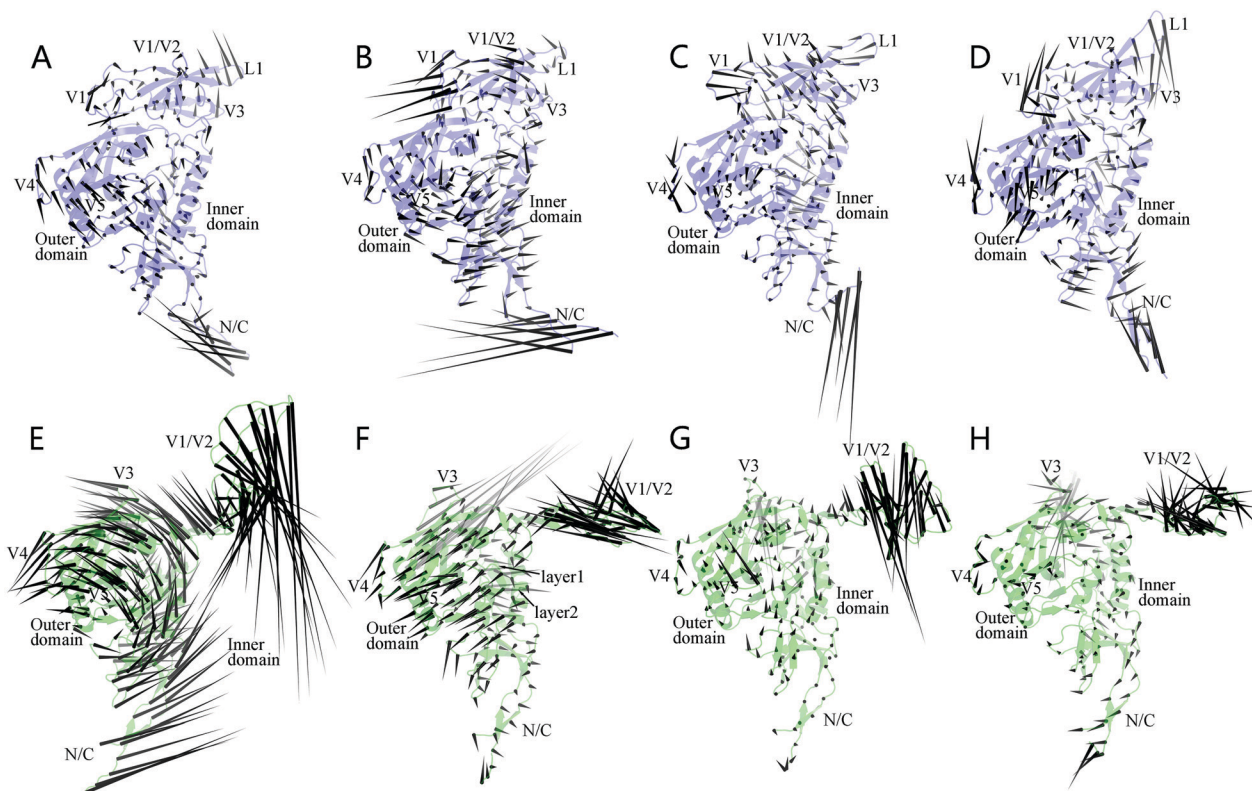 A
V1/V2
L1
V1
V3
V4
V5
Inner
domain
Outer
domain
N/C
B
V1/V2
V1
L1
V3
V4
V5
Inner
domain
Outer
domain
N/C
C
V1/V2
L1
V1
V3
V4
V5
Inner
domain
Outer
domain
N/C
D
V1/V2
L1
V1
V3
V4
V5
Inner
domain
Outer
domain
N/C
E
V1/V2
V3
V4
V5
Outer
domain
Inner
domain
N/C
F
V3
V1/V2
V4
V5
layer1
layer2
Outer
domain
N/C
G
V1/V2
V3
V4
V5
Inner
domain
Outer
domain
N/C
H
V1/V2
V3
V4
V5
Inner
domain
Outer
domain
N/C